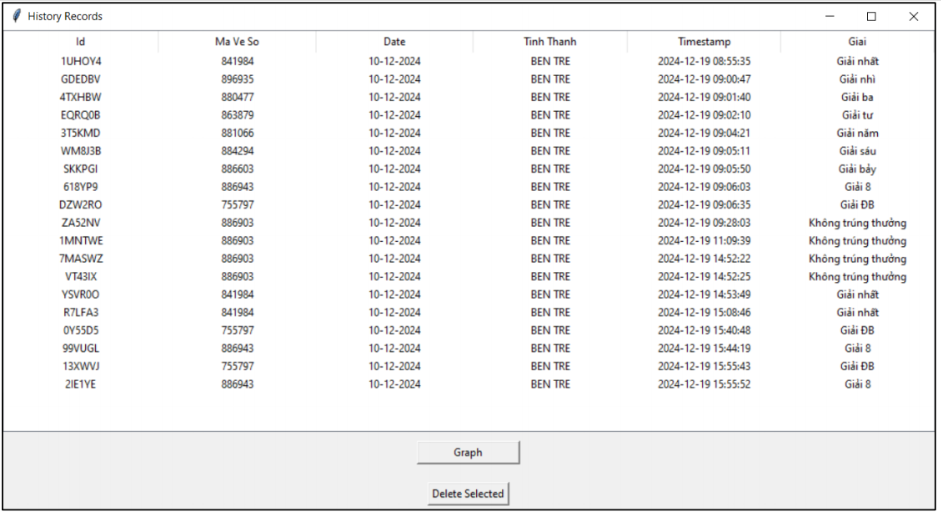 History Records
Id Ma Ve So Date Tinh Thanh Timestamp Giai
1UHOY4 841984 10-12-2024 BEN TRE 2024-12-19 08:55:35 Giải nhất
GDEDBV 896935 10-12-2024 BEN TRE 2024-12-19 09:00:47 Giải nhì
4TXHBW 880477 10-12-2024 BEN TRE 2024-12-19 09:01:40 Giải ba
EQRQ0B 863879 10-12-2024 BEN TRE 2024-12-19 09:02:10 Giải tư
3T5KMD 881066 10-12-2024 BEN TRE 2024-12-19 09:04:21 Giải năm
WM8J3B 884294 10-12-2024 BEN TRE 2024-12-19 09:05:11 Giải sáu
SKKPGI 886603 10-12-2024 BEN TRE 2024-12-19 09:05:50 Giải bảy
618YP9 886943 10-12-2024 BEN TRE 2024-12-19 09:06:03 Giải 8
DZW2RO 755797 10-12-2024 BEN TRE 2024-12-19 09:06:35 Giải ĐB
ZA52NV 886903 10-12-2024 BEN TRE 2024-12-19 09:28:03 Không trúng thưởng
1MNTWE 886903 10-12-2024 BEN TRE 2024-12-19 11:09:39 Không trúng thưởng
7MASWZ 886903 10-12-2024 BEN TRE 2024-12-19 14:52:22 Không trúng thưởng
VT43IX 886903 10-12-2024 BEN TRE 2024-12-19 14:52:25 Không trúng thưởng
YSVR0O 841984 10-12-2024 BEN TRE 2024-12-19 14:53:49 Giải nhất
R7LFA3 841984 10-12-2024 BEN TRE 2024-12-19 15:08:46 Giải nhất
0Y55D5 755797 10-12-2024 BEN TRE 2024-12-19 15:40:48 Giải ĐB
99VUGL 886943 10-12-2024 BEN TRE 2024-12-19 15:44:19 Giải 8
13XWVJ 755797 10-12-2024 BEN TRE 2024-12-19 15:55:43 Giải ĐB
2IE1YE 886943 10-12-2024 BEN TRE 2024-12-19 15:55:52 Giải 8
Graph
Delete Selected